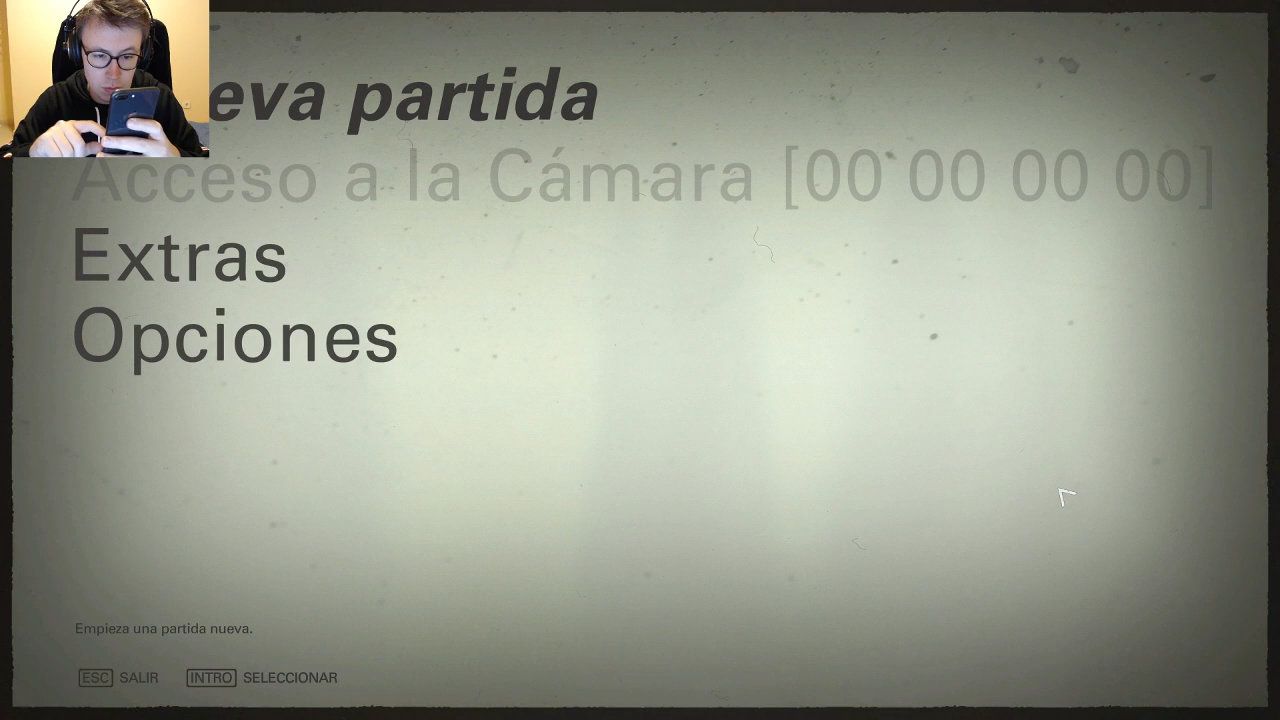 eva partida
Acceso a la Cámara [00 00 00 00]
Extras
Opciones
Empieza una partida nueva.
ESC SALIR INTRO SELECCIONAR